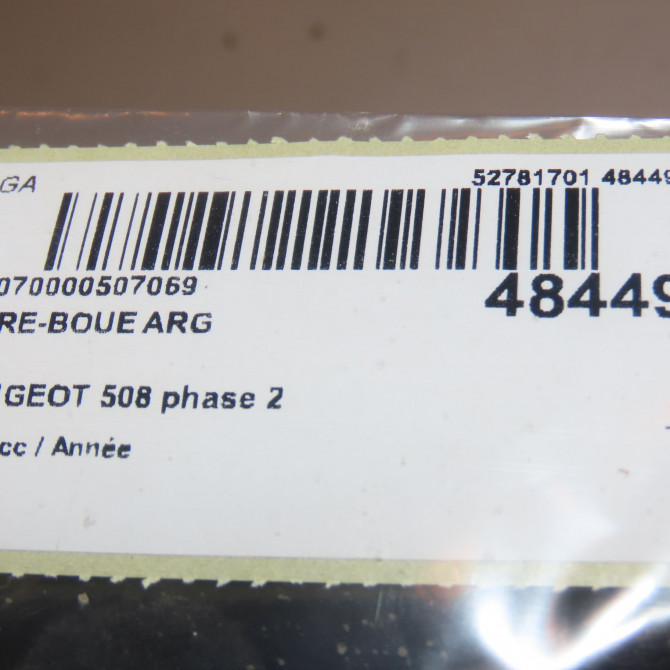 GA 52781701 48449
070000507069 48449
RE-BOUE ARG
GEOT 508 phase 2
cc / Année